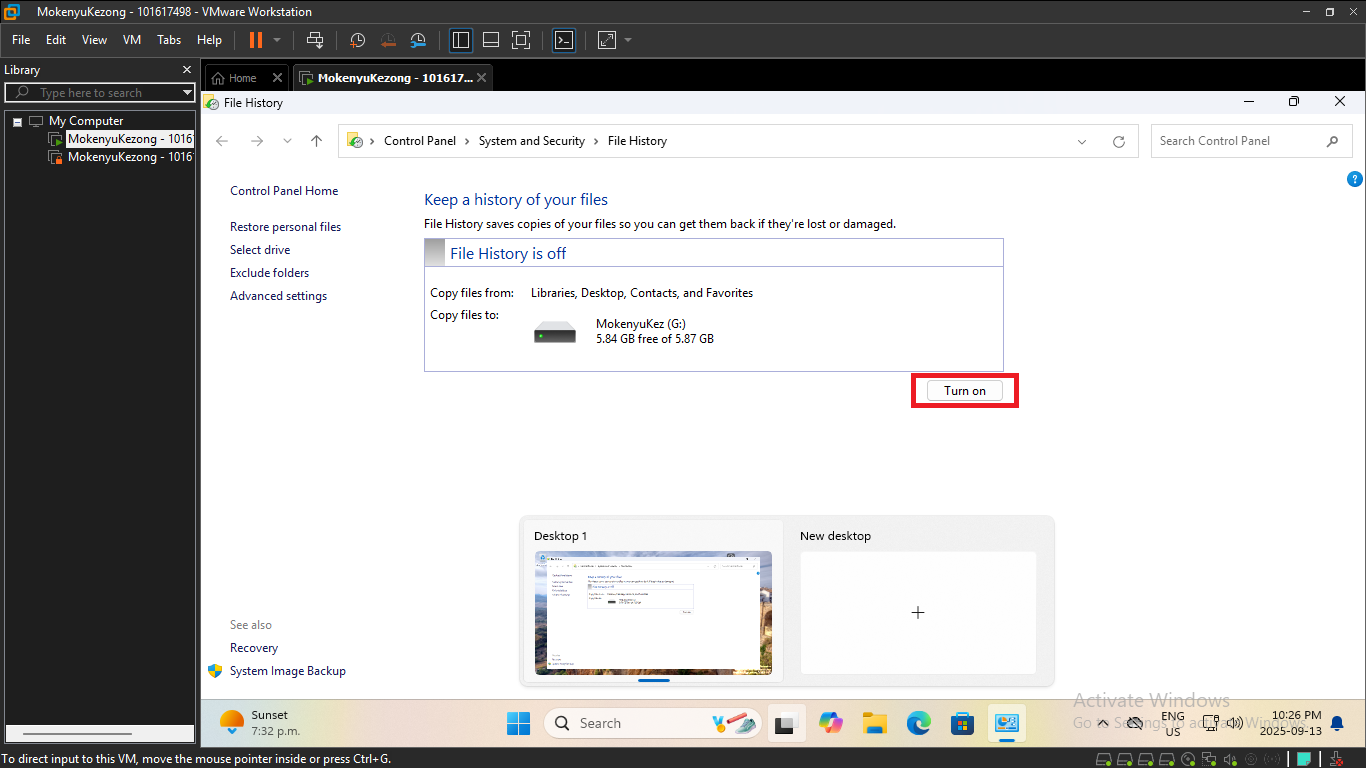 MokenyuKezong - 101617498 - VMware Workstation
File Edit View VM Tabs Help
Library
Type here to search
My Computer
MokenyuKezong - 1016
MokenyuKezong - 1016
Home
MokenyuKezong - 101617...
File History
Control Panel System and Security File History
Search Control Panel
Control Panel Home
Restore personal files
Select drive
Exclude folders
Advanced settings
Keep a history of your files
File History saves copies of your files so you can get them back if they're lost or damaged.
File History is off
Copy files from: Libraries, Desktop, Contacts, and Favorites
Copy files to:
MokenyuKez (G:)
5.84 GB free of 5.87 GB
Turn on
Desktop 1
New desktop
See also
Recovery
System Image Backup
Activate Windows
Go to Settings to activate Windows.
Sunset
7:32 p.m.
Search
ENG
US
10:26 PM
2025-09-13
To direct input to this VM, move the mouse pointer inside or press Ctrl+G.